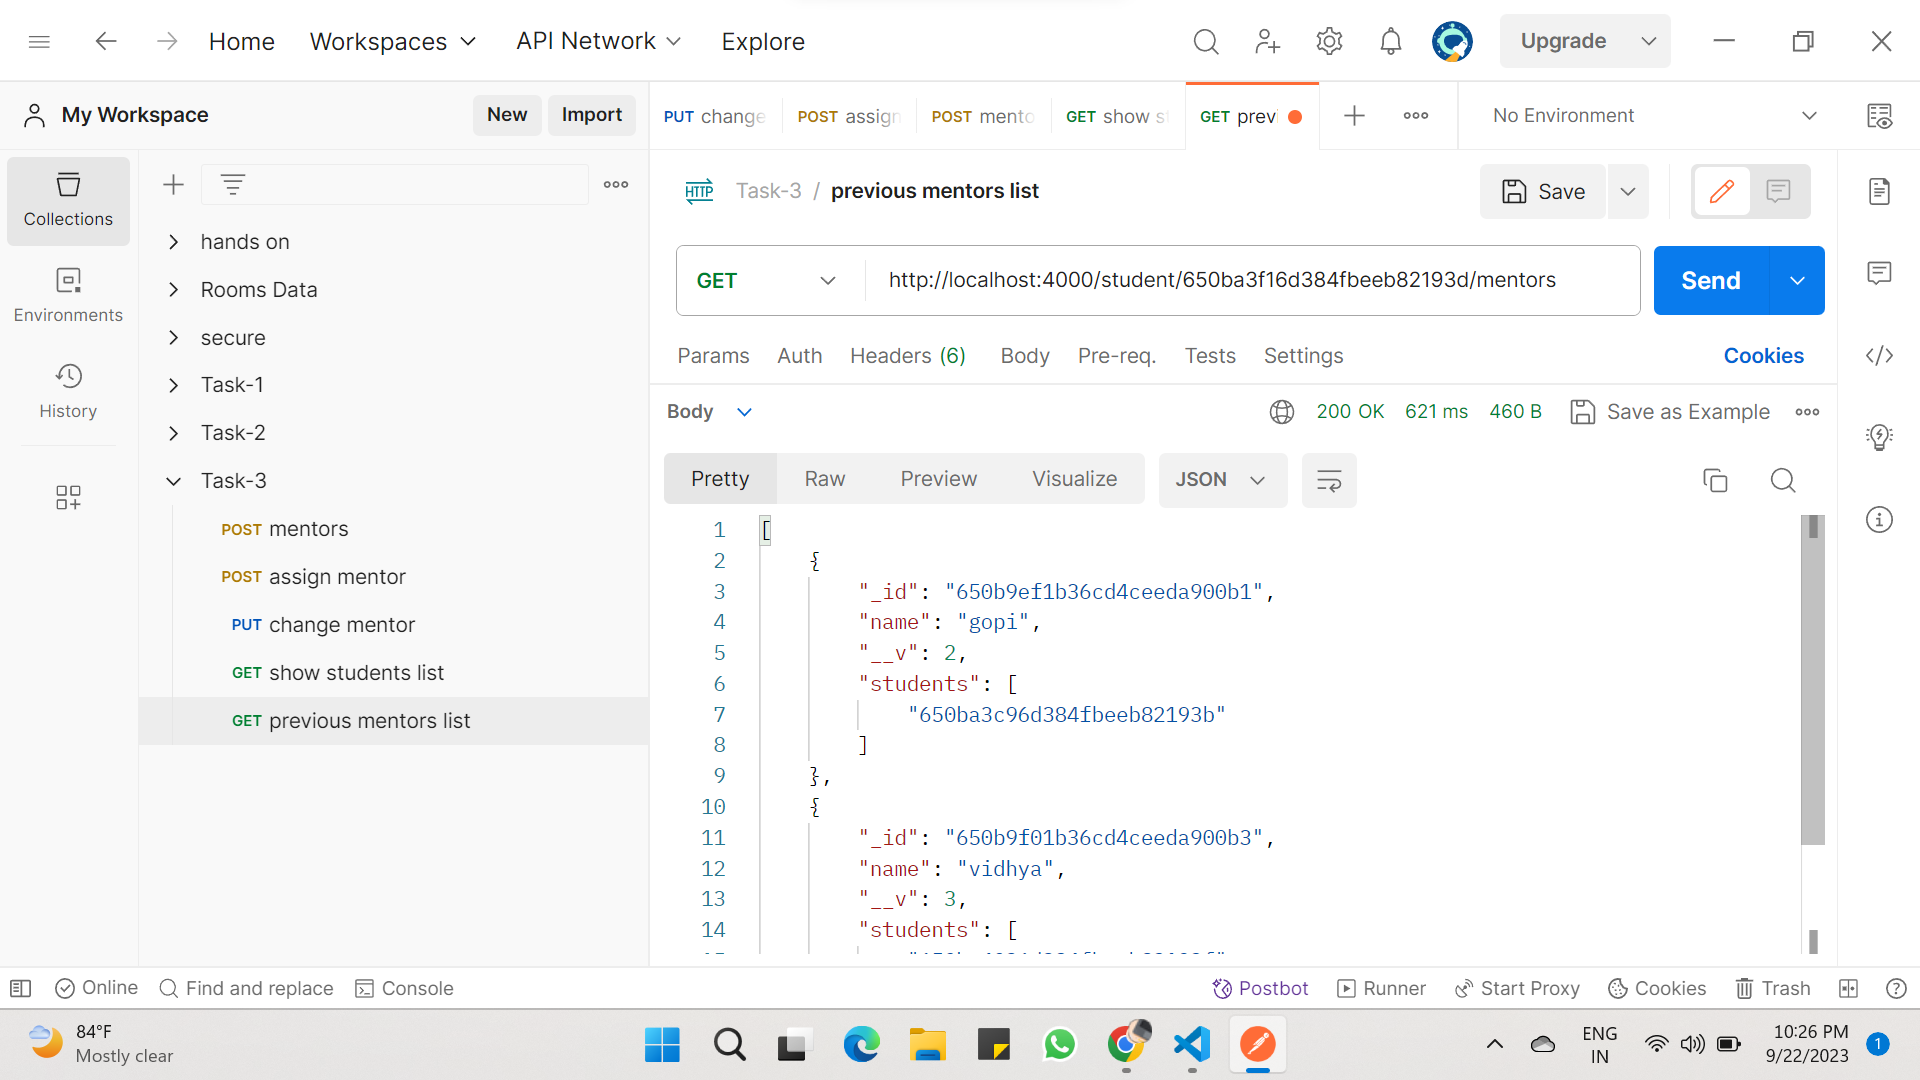 Home Workspaces API Network Explore Upgrade
My Workspace New Import
PUT change POST assign POST mento GET show st GET previ No Environment
Collections
Environments
History
hands on
Rooms Data
secure
Task-1
Task-2
Task-3
POST mentors
POST assign mentor
PUT change mentor
GET show students list
GET previous mentors list
HTTP Task-3 / previous mentors list Save
GET http://localhost:4000/student/650ba3f16d384fbeeb82193d/mentors Send
Params Auth Headers (6) Body Pre-req. Tests Settings Cookies
Body 200 OK 621 ms 460 B Save as Example
Pretty Raw Preview Visualize JSON
1 [
2 {
3 "_id": "650b9ef1b36cd4ceeda900b1",
4 "name": "gopi",
5 "__v": 2,
6 "students": [
7 "650ba3c96d384fbeeb82193b"
8 ]
9 },
10 {
11 "_id": "650b9f01b36cd4ceeda900b3",
12 "name": "vidhya",
13 "__v": 3,
14 "students": [
Online Find and replace Console Postbot Runner Start Proxy Cookies Trash
84°F
Mostly clear
ENG
IN
10:26 PM
9/22/2023
1